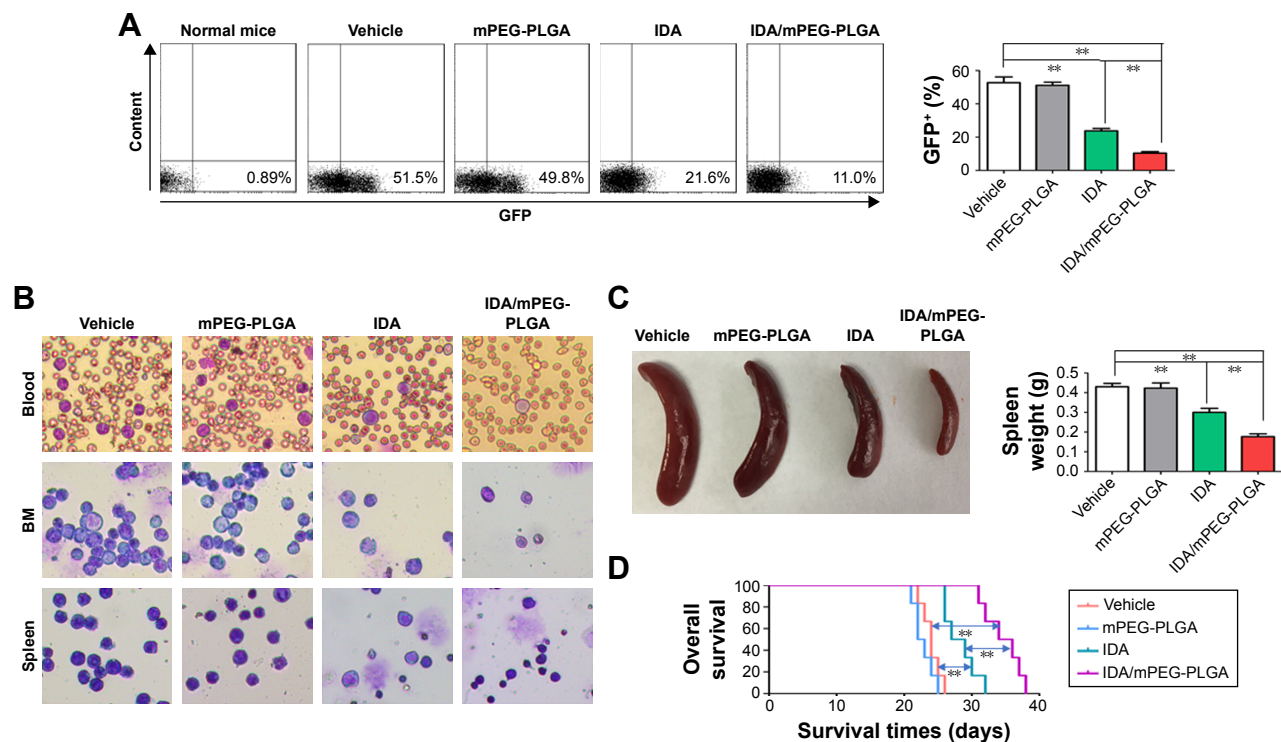 A
Normal mice
Vehicle
mPEG-PLGA
IDA
IDA/mPEG-PLGA
Content
0.89%
51.5%
49.8%
21.6%
11.0%
GFP
**
**
**
GFP+ (%)
60
40
20
0
Vehicle
mPEG-PLGA
IDA
IDA/mPEG-PLGA
B
Vehicle
mPEG-PLGA
IDA
IDA/mPEG-
PLGA
Blood
BM
Spleen
C
Vehicle
mPEG-PLGA
IDA
IDA/mPEG-
PLGA
**
**
**
Spleen
weight (g)
0.5
0.4
0.3
0.2
0.1
0.0
Vehicle
mPEG-PLGA
IDA
IDA/mPEG-PLGA
D
Overall
survival
100
80
60
40
20
0
**
**
**
0
10
20
30
40
Survival times (days)
Vehicle
mPEG-PLGA
IDA
IDA/mPEG-PLGA